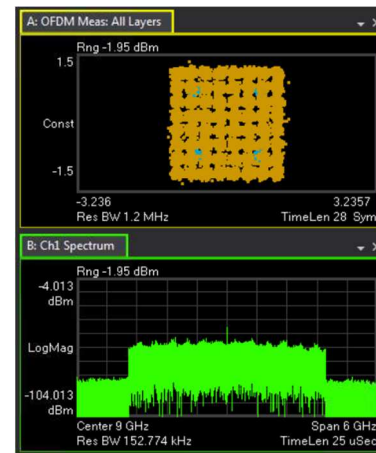 A: OFDM Meas: All Layers
Rng -1.95 dBm
1.5
Const
-1.5
-3.236 3.2357
Res BW 1.2 MHz TimeLen 28 Sym
B: Ch1 Spectrum
Rng -1.95 dBm
-4.013
dBm
LogMag
-104.013
dBm
Center 9 GHz Span 6 GHz
Res BW 152.774 kHz TimeLen 25 uSec